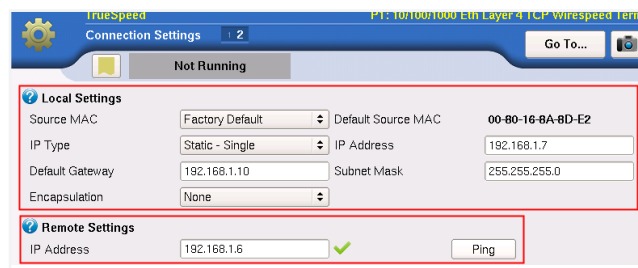 TrueSpeed P1: 10/100/1000 Eth Layer 4 TCP Wirespeed
Connection Settings : 2
Go To...
Not Running
Local Settings
Source MAC Factory Default Default Source MAC 00-80-16-8A-8D-E2
IP Type Static - Single IP Address 192.168.1.7
Default Gateway 192.168.1.10 Subnet Mask 255.255.255.0
Encapsulation None
Remote Settings
IP Address 192.168.1.6 Ping